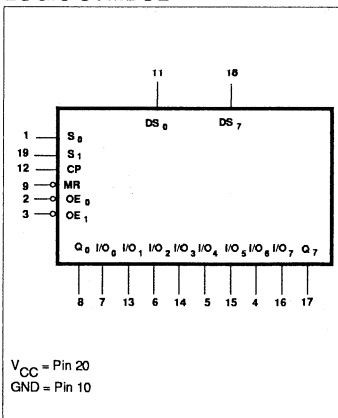 11 18
DS0 DS7
1 S0
19 S1
12 CP
9 MR
2 OE0
3 OE1
Q0 I/O0 I/O1 I/O2 I/O3 I/O4 I/O5 I/O6 I/O7 Q7
8 7 13 6 14 5 15 4 16 17
VCC = Pin 20
GND = Pin 10